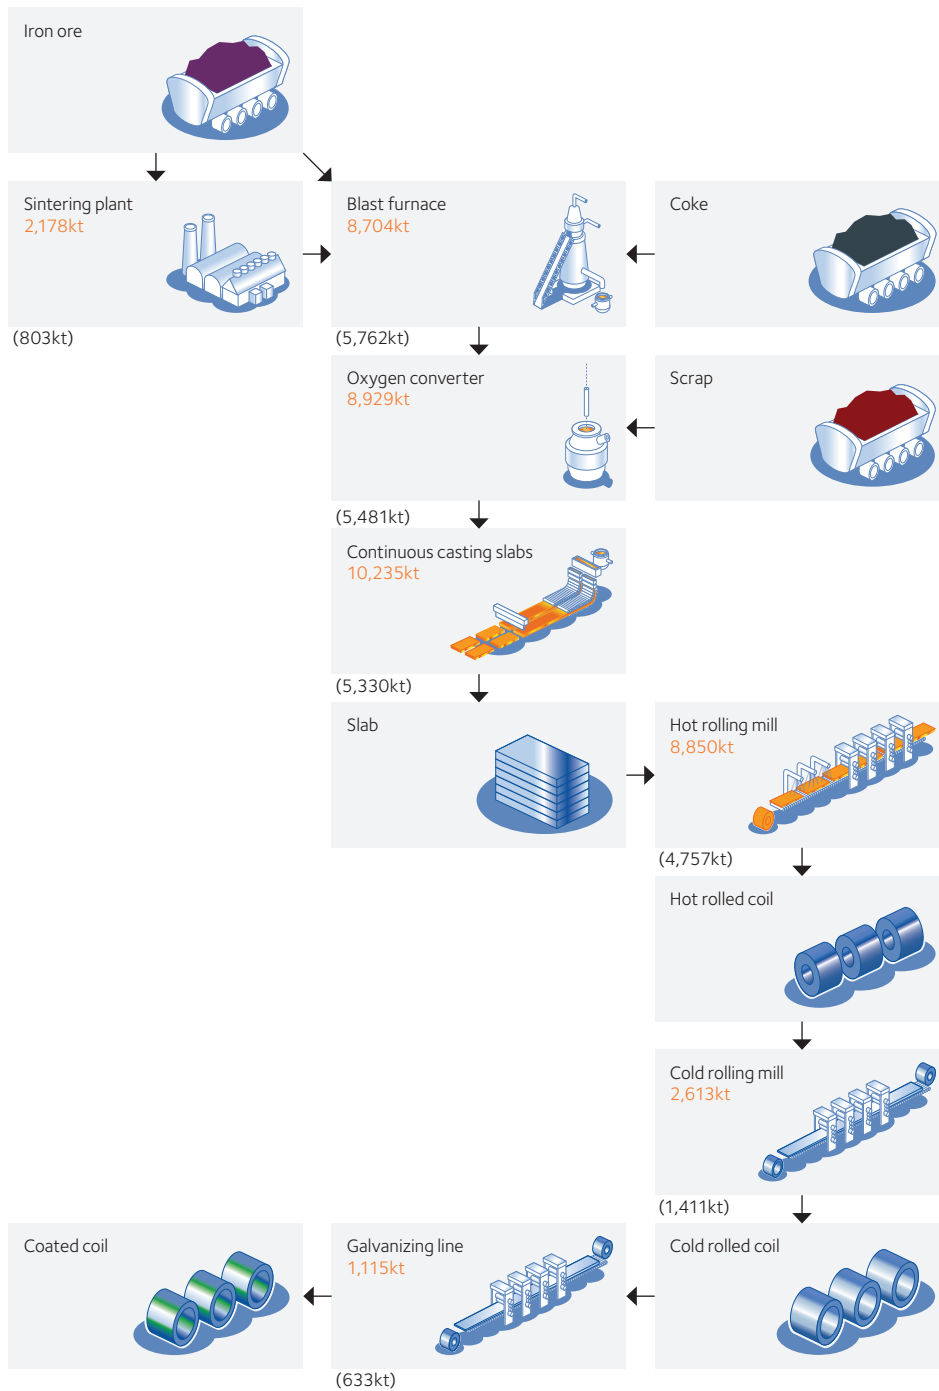 Iron ore
Sintering plant
2,178kt
(803kt)
Blast furnace
8,704kt
(5,762kt)
Coke
Oxygen converter
8,929kt
(5,481kt)
Scrap
Continuous casting slabs
10,235kt
(5,330kt)
Slab
Hot rolling mill
8,850kt
(4,757kt)
Hot rolled coil
Cold rolling mill
2,613kt
(1,411kt)
Coated coil
Galvanizing line
1,115kt
(633kt)
Cold rolled coil